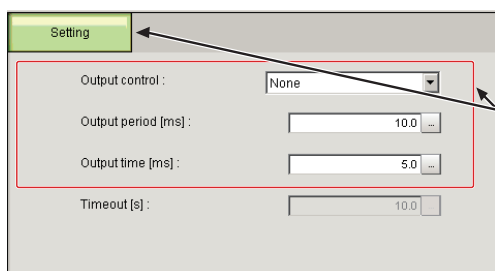 Setting
Output control : None
Output period [ms] : 10.0 ...
Output time [ms] : 5.0 ...
Timeout [s] : 10.0 ...